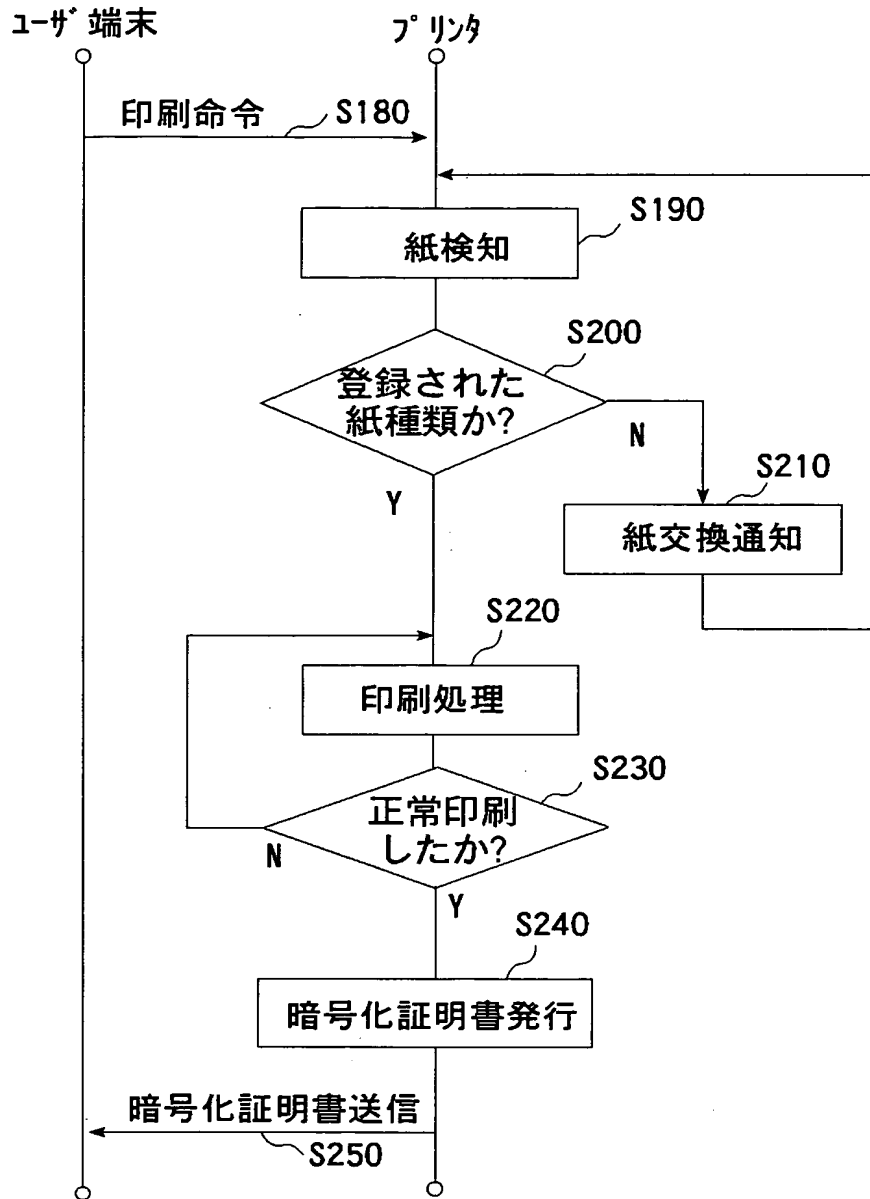 ﾕｰｻﾞ端末
ﾌﾟﾘﾝﾀ
印刷命令
S180
S190
紙検知
S200
登録された
紙種類か?
N
Y
S210
紙交換通知
S220
印刷処理
S230
正常印刷
したか?
N
Y
S240
暗号化証明書発行
暗号化証明書送信
S250